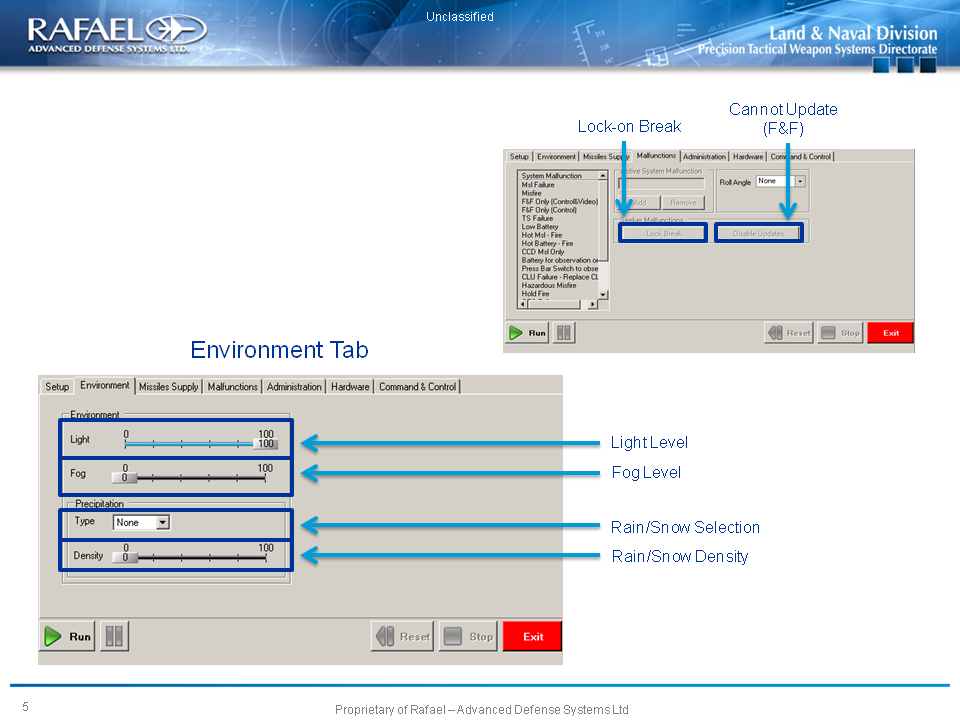 Unclassified
RAFAEL
ADVANCED DEFENSE SYSTEMS LTD.
Land & Naval Division
Precision Tactical Weapon Systems Directorate
Cannot Update
(F&F)
Lock-on Break
Setup Environment Missiles Supply Malfunctions Administration Hardware Command & Control
System Malfunction
Msl Failure
Misfire
F&F Only (Control&Video)
F&F Only (Control)
TS Failure
Low Battery
Hot Msl - Fire
Hot Battery - Fire
CCD Msl Only
Battery for observation or
Press Bar Switch to obse
CLU Failure - Replace CL
Hazardous Misfire
Hold Fire
Active System Malfunction
Add Remove
Roll Angle None
Seeker Malfunctions
Lock Break Disable Updates
Run Reset Stop Exit
Environment Tab
Setup Environment Missiles Supply Malfunctions Administration Hardware Command & Control
Environment
Light 0 100
100
Light Level
Fog 0 100
0
Fog Level
Precipitation
Type None
Rain/Snow Selection
Density 0 100
0
Rain/Snow Density
Run Reset Stop Exit
5
Proprietary of Rafael – Advanced Defense Systems Ltd